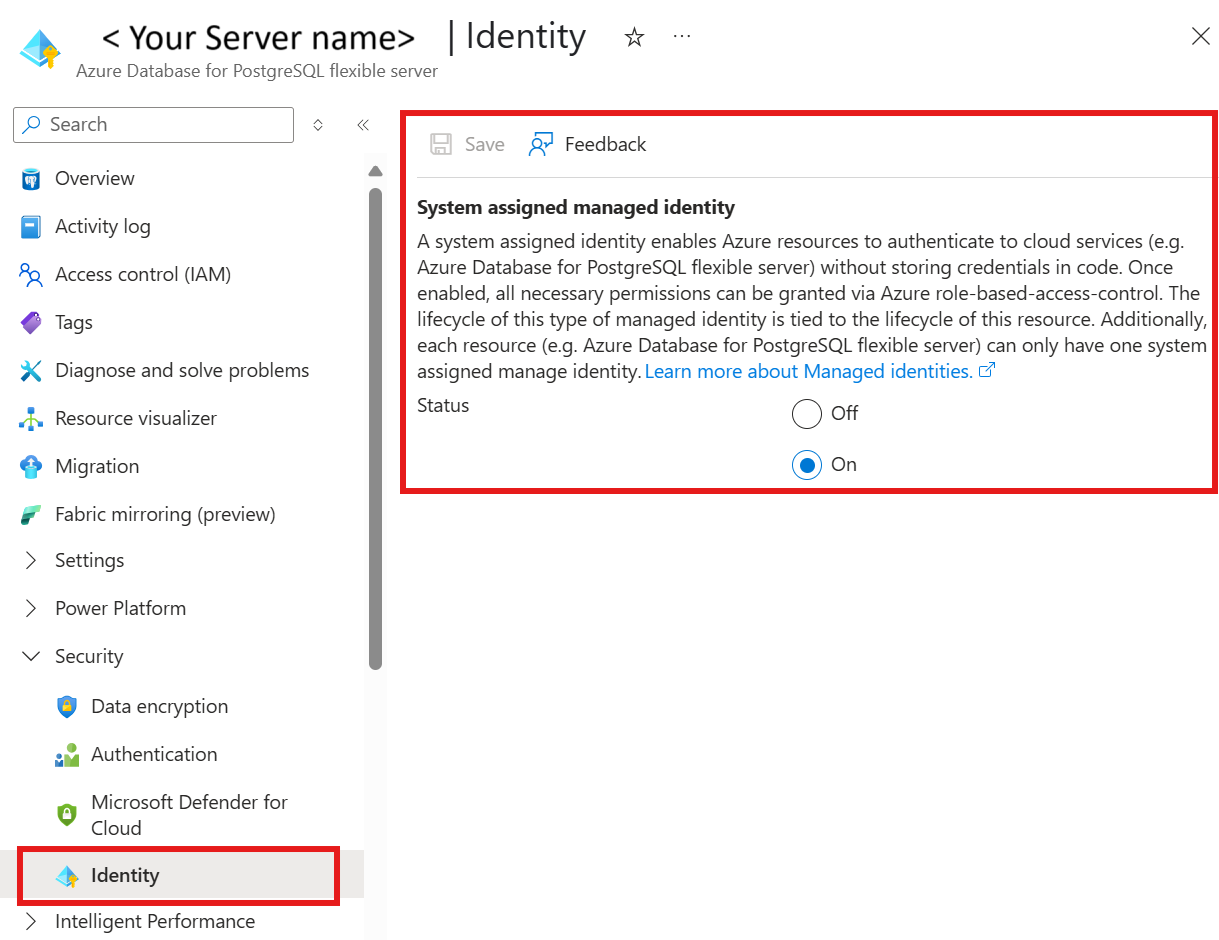 < Your Server name> | Identity
Azure Database for PostgreSQL flexible server
Search
Overview
Activity log
Access control (IAM)
Tags
Diagnose and solve problems
Resource visualizer
Migration
Fabric mirroring (preview)
Settings
Power Platform
Security
Data encryption
Authentication
Microsoft Defender for
Cloud
Identity
Intelligent Performance
Save Feedback
System assigned managed identity
A system assigned identity enables Azure resources to authenticate to cloud services (e.g.
Azure Database for PostgreSQL flexible server) without storing credentials in code. Once
enabled, all necessary permissions can be granted via Azure role-based-access-control. The
lifecycle of this type of managed identity is tied to the lifecycle of this resource. Additionally,
each resource (e.g. Azure Database for PostgreSQL flexible server) can only have one system
assigned manage identity. Learn more about Managed identities.
Status
Off
On